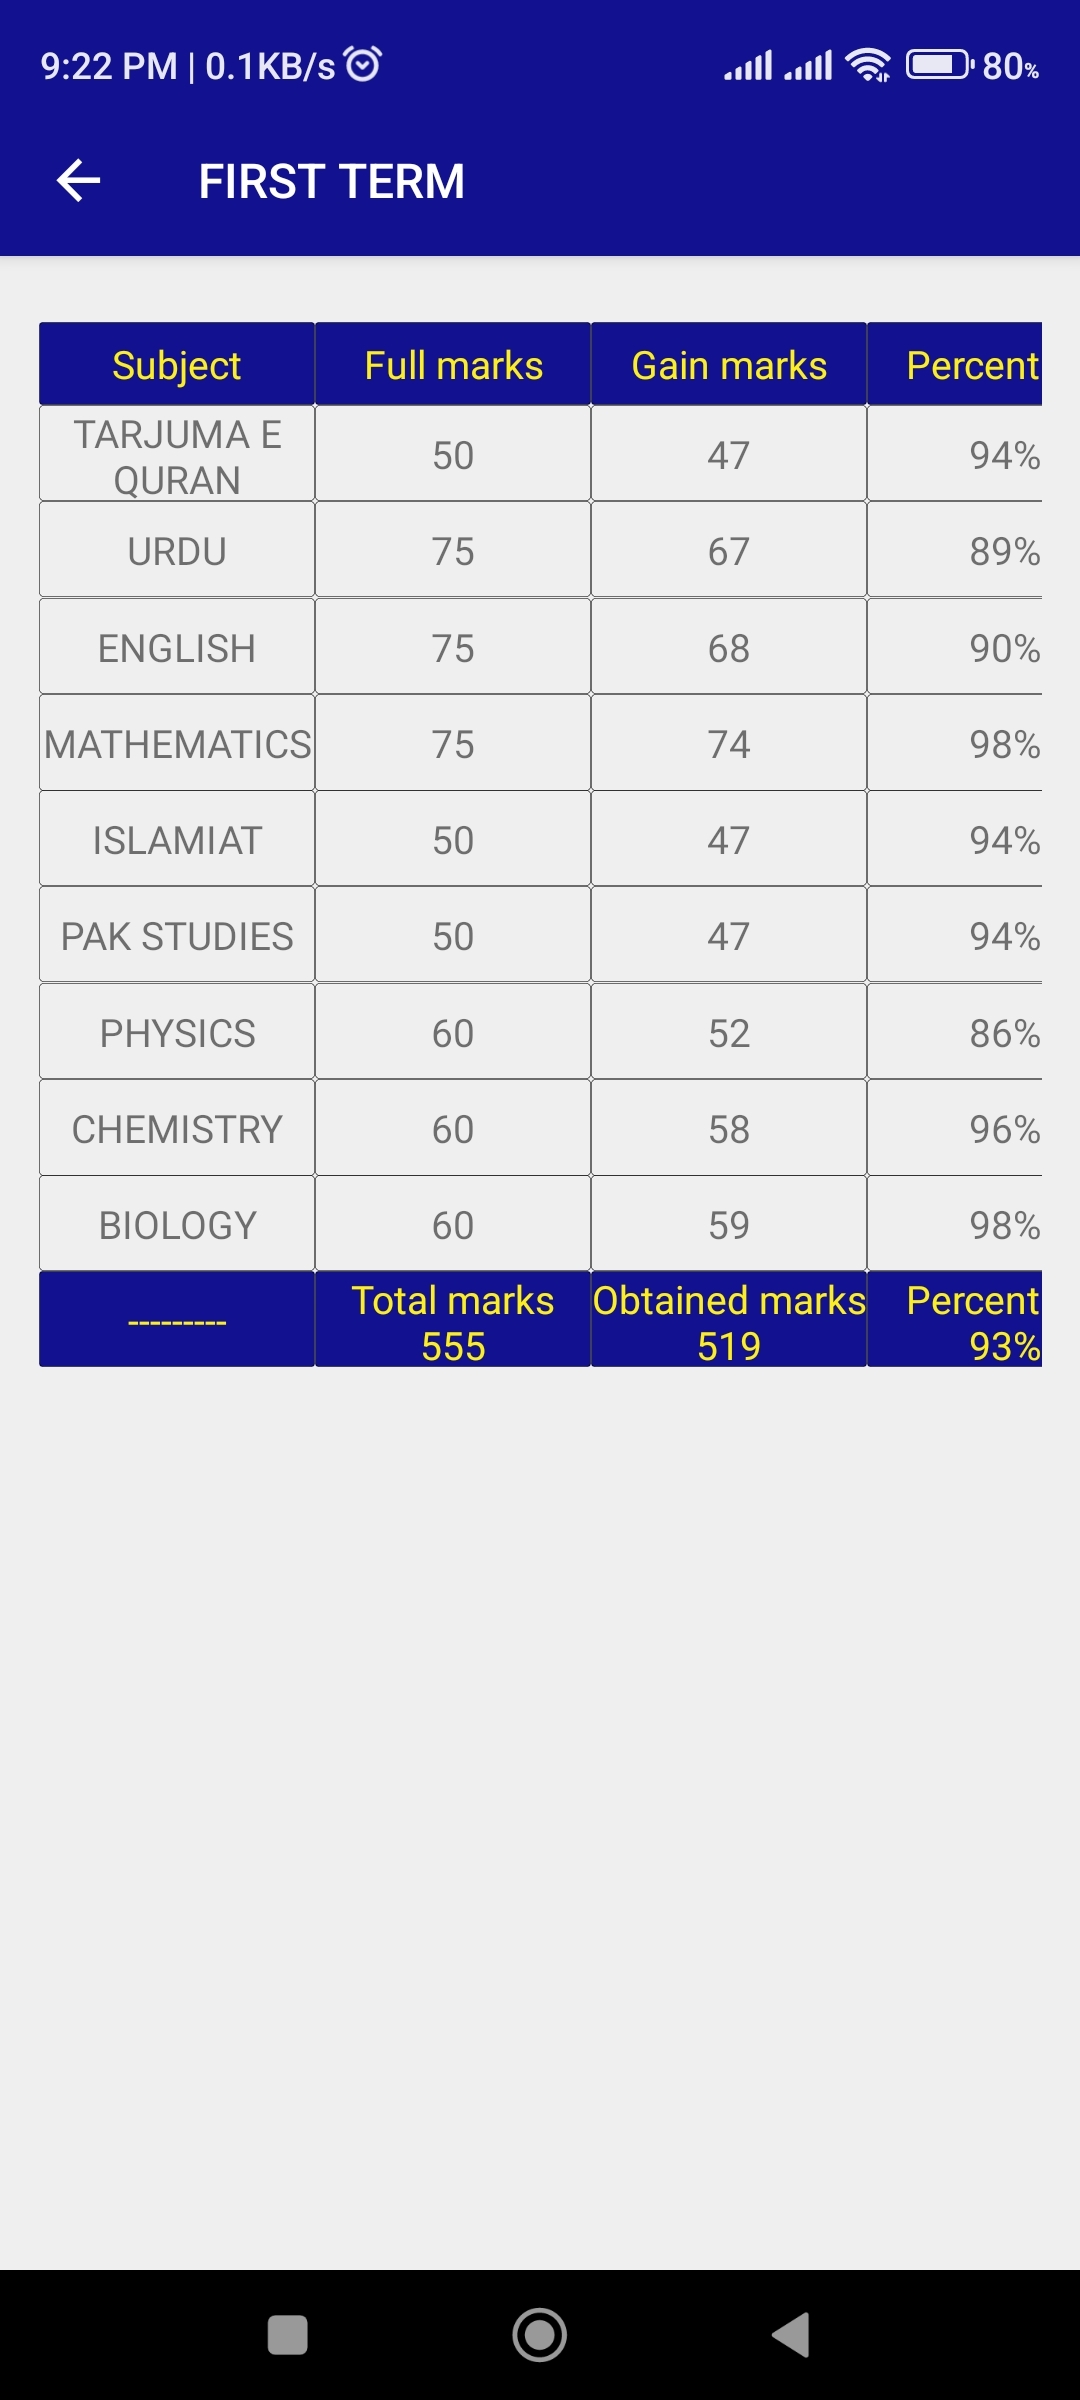 9:22 PM | 0.1KB/s 80%
FIRST TERM
Subject Full marks Gain marks Percent
TARJUMA E QURAN 50 47 94%
URDU 75 67 89%
ENGLISH 75 68 90%
MATHEMATICS 75 74 98%
ISLAMIAT 50 47 94%
PAK STUDIES 50 47 94%
PHYSICS 60 52 86%
CHEMISTRY 60 58 96%
BIOLOGY 60 59 98%
--------- Total marks 555 Obtained marks 519 Percent 93%